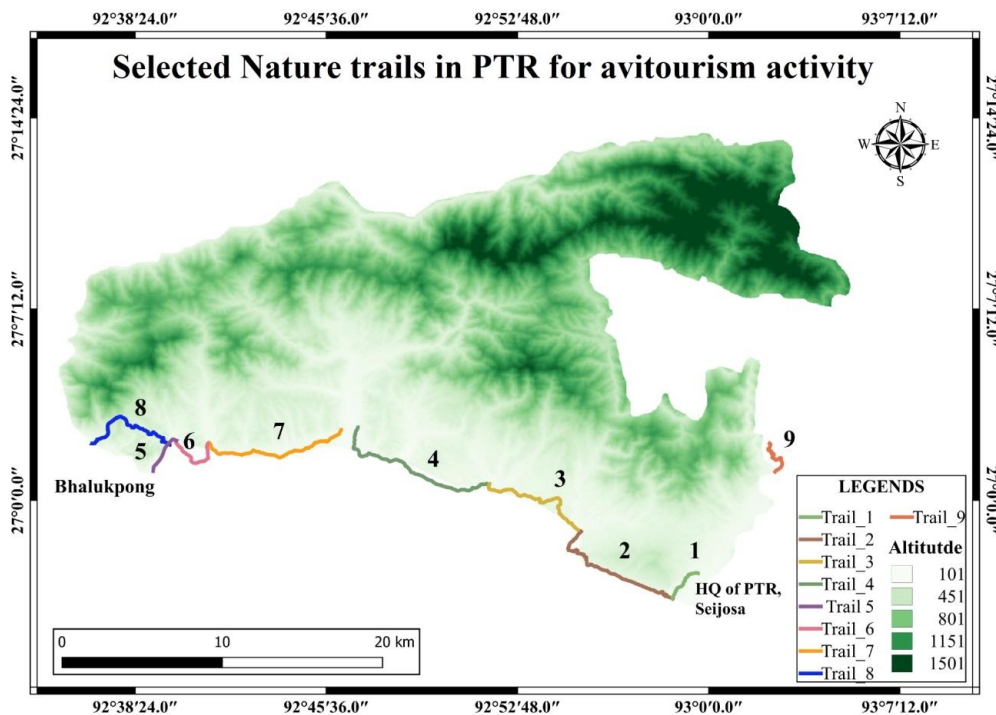 92°38'24.0" 92°45'36.0" 92°52'48.0" 93°0'0.0" 93°7'12.0"
Selected Nature trails in PTR for avitourism activity
27°14'24.0" 27°14'24.0"
N
W E
S
27°7'12.0" 27°7'12.0"
8
5
6
7
4
3
9
Bhalukpong
27°0'0.0" 27°0'0.0"
2
1
HQ of PTR,
Seijosa
LEGENDS
Trail_1 Trail_9
Trail_2
Trail_3
Trail_4
Trail 5
Trail_6
Trail_7
Trail_8
Altitutde
101
451
801
1151
1501
0 10 20 km
92°38'24.0" 92°45'36.0" 92°52'48.0" 93°0'0.0" 93°7'12.0"